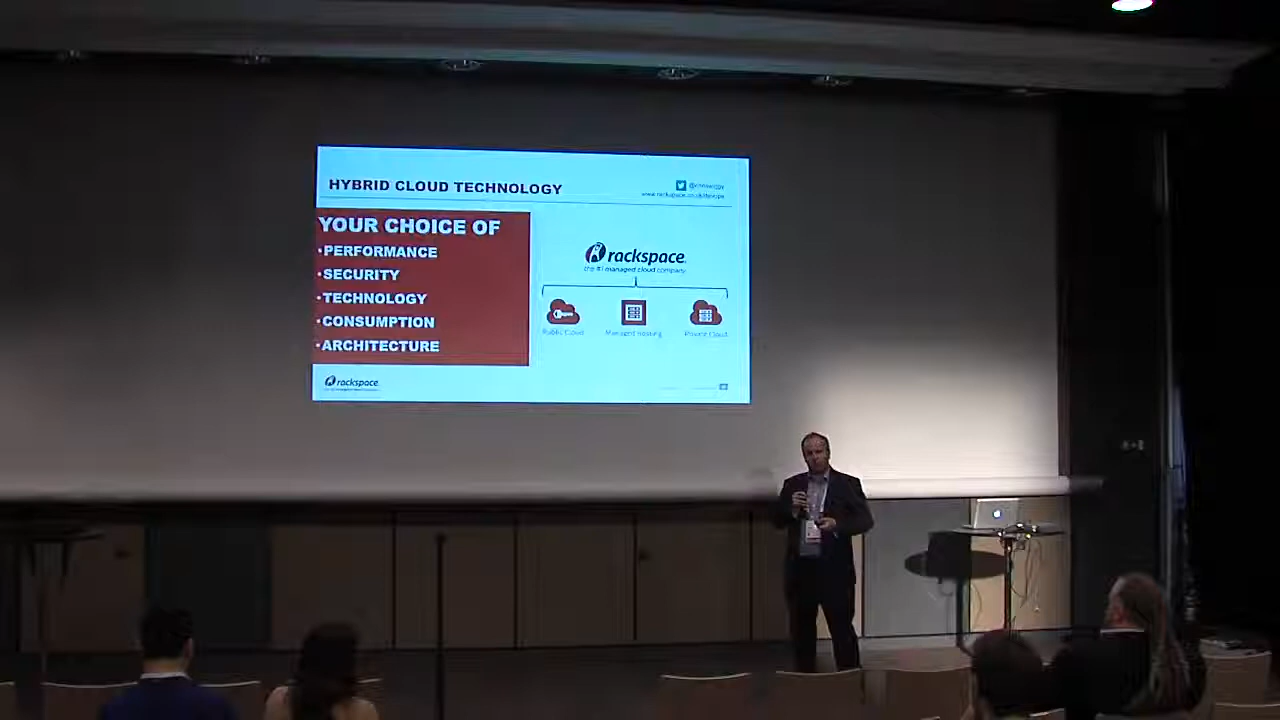 HYBRID CLOUD TECHNOLOGY
YOUR CHOICE OF
•PERFORMANCE
•SECURITY
•TECHNOLOGY
•CONSUMPTION
•ARCHITECTURE
rackspace
the #1 managed cloud company
Public Cloud
Managed Hosting
Private Cloud
rackspace